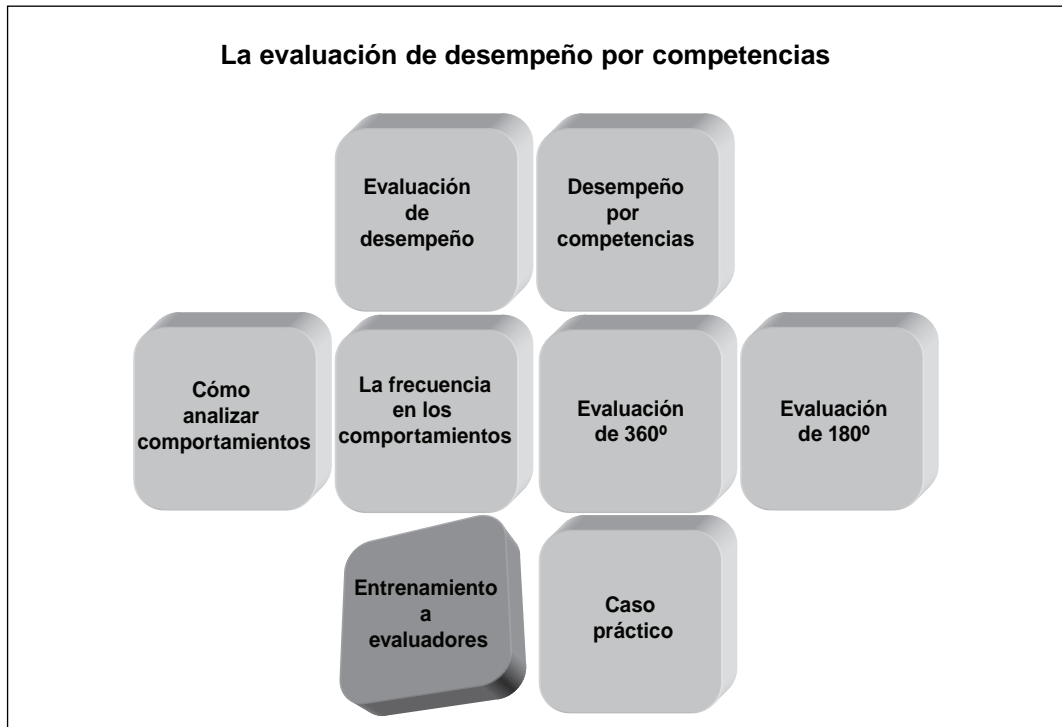 La evaluación de desempeño por competencias
Evaluación
de
desempeño
Desempeño
por
competencias
Cómo
analizar
comportamientos
La frecuencia
en los
comportamientos
Evaluación
de 360º
Evaluación
de 180º
Entrenamiento
a
evaluadores
Caso
práctico